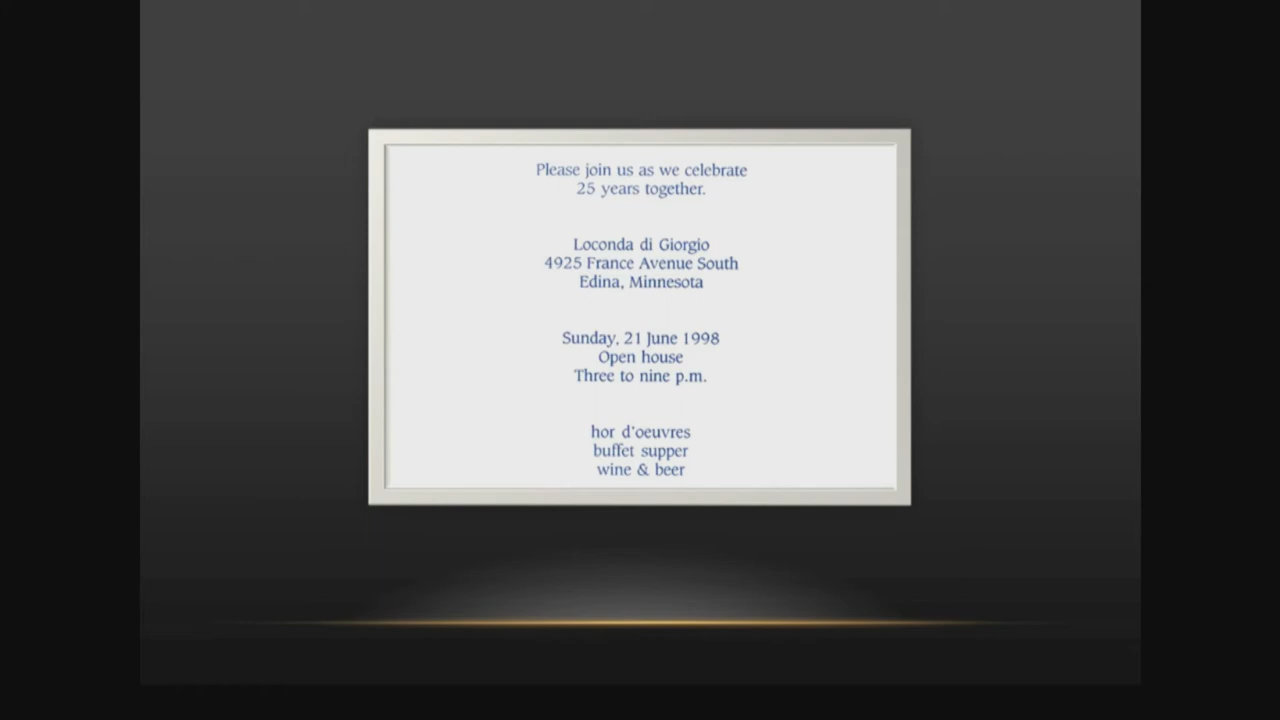 Please join us as we celebrate
25 years together.
Loconda di Giorgio
4925 France Avenue South
Edina, Minnesota
Sunday, 21 June 1998
Open house
Three to nine p.m.
hor d'oeuvres
buffet supper
wine & beer